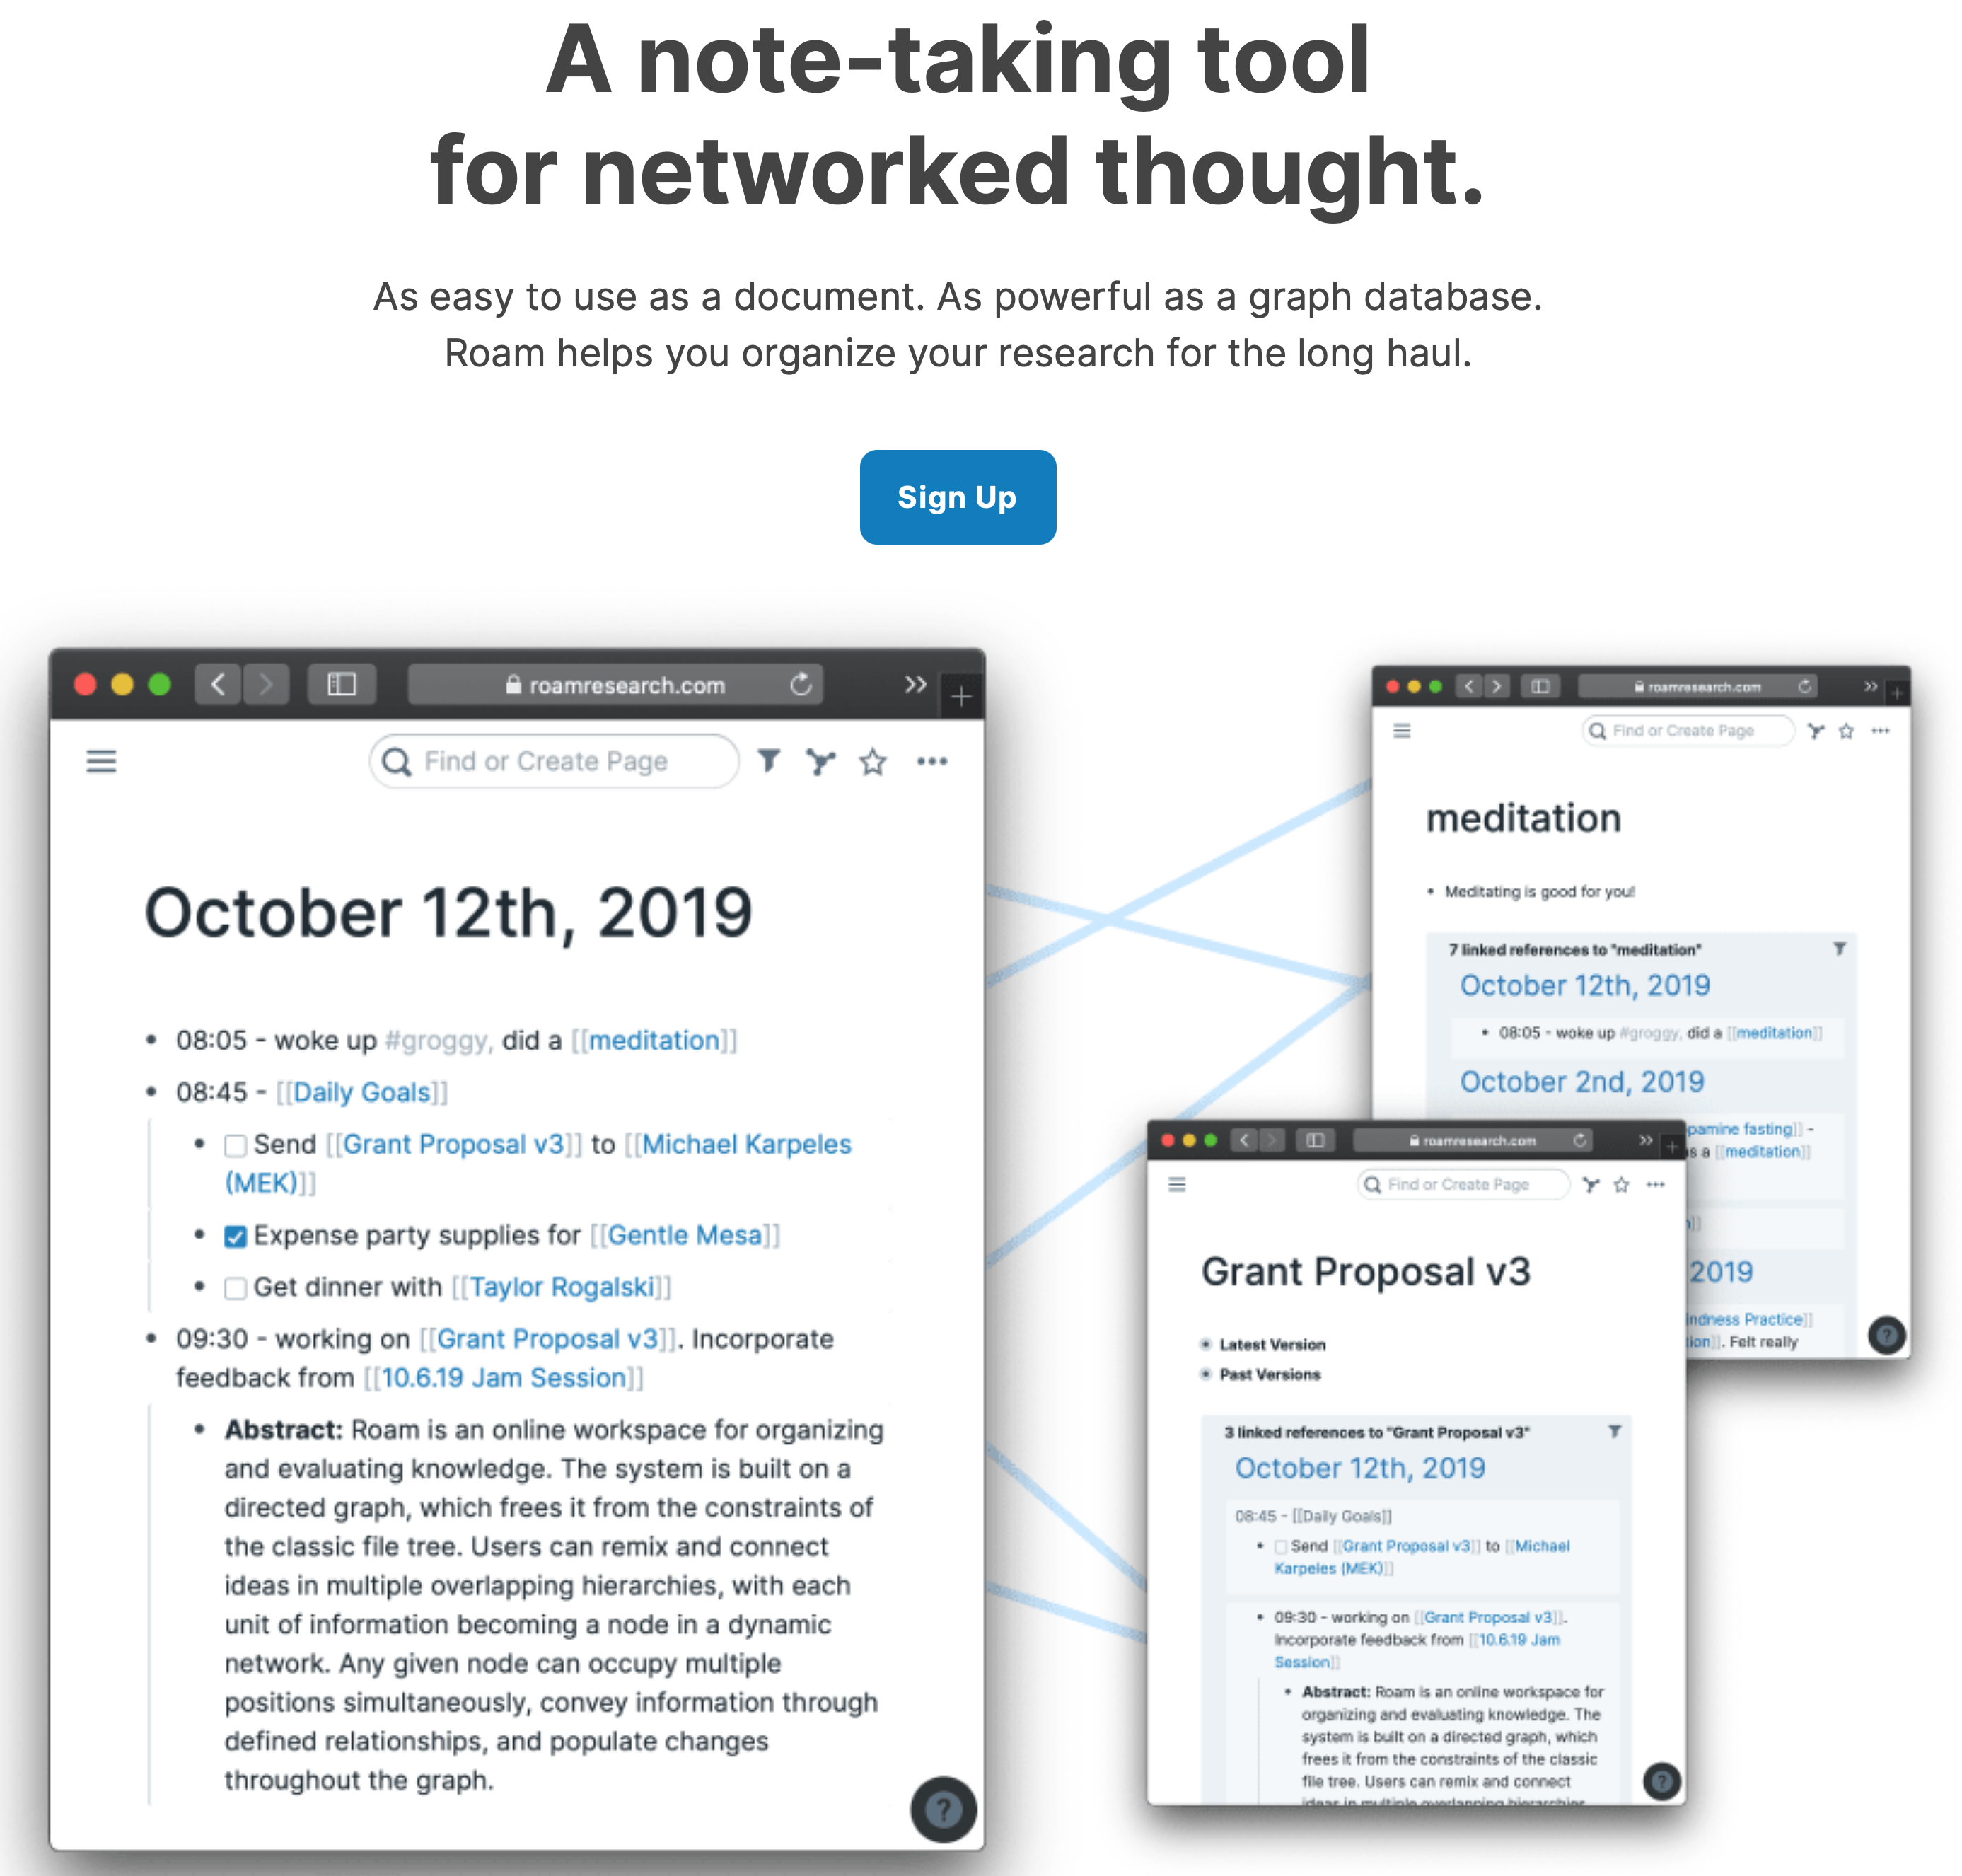 A note-taking tool
for networked thought.
As easy to use as a document. As powerful as a graph database.
Roam helps you organize your research for the long haul.
Sign Up
roamresearch.com
Find or Create Page
October 12th, 2019
• 08:05 - woke up #groggy, did a [[meditation]]
• 08:45 - [[Daily Goals]]
• Send [[Grant Proposal v3]] to [[Michael Karpeles
(MEK)]]
• Expense party supplies for [[Gentle Mesa]]
• Get dinner with [[Taylor Rogalski]]
• 09:30 - working on [[Grant Proposal v3]]. Incorporate
feedback from [[10.6.19 Jam Session]]
• Abstract: Roam is an online workspace for organizing
and evaluating knowledge. The system is built on a
directed graph, which frees it from the constraints of
the classic file tree. Users can remix and connect
ideas in multiple overlapping hierarchies, with each
unit of information becoming a node in a dynamic
network. Any given node can occupy multiple
positions simultaneously, convey information through
defined relationships, and populate changes
throughout the graph.
?
roamresearch.com
Find or Create Page
meditation
• Meditating is good for you!
7 linked references to "meditation"
October 12th, 2019
• 08:05 - woke up #groggy, did a [[meditation]]
October 2nd, 2019
fasting]] -
a [[meditation]]
2019
Practice]]
. Felt really
?
roamresearch.com
Find or Create Page
Grant Proposal v3
Latest Version
Past Versions
3 linked references to "Grant Proposal v3"
October 12th, 2019
08:45 - [[Daily Goals]]
• Send [[Grant Proposal v3]] to [[Michael
Karpeles (MEK)]]
• 09:30 - working on [[Grant Proposal v3]].
Incorporate feedback from [[10.6.19 Jam
Session]]
• Abstract: Roam is an online workspace for
organizing and evaluating knowledge. The
system is built on a directed graph, which
frees it from the constraints of the classic
file tree. Users can remix and connect
ideas in multiple overlapping hierarchies
?